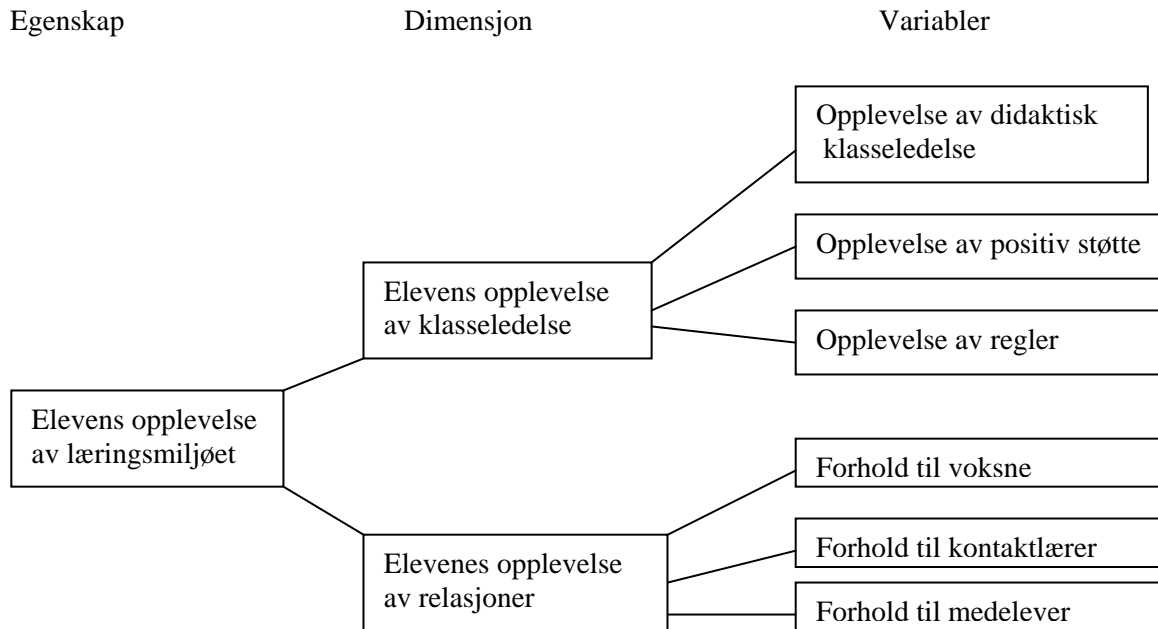 Egenskap Dimensjon Variabler
Opplevelse av didaktisk
klasseledelse
Opplevelse av positiv støtte
Elevens opplevelse
av klasseledelse
Opplevelse av regler
Elevens opplevelse
av læringsmiljøet
Forhold til voksne
Elevenes opplevelse
av relasjoner
Forhold til kontaktlærer
Forhold til medelever